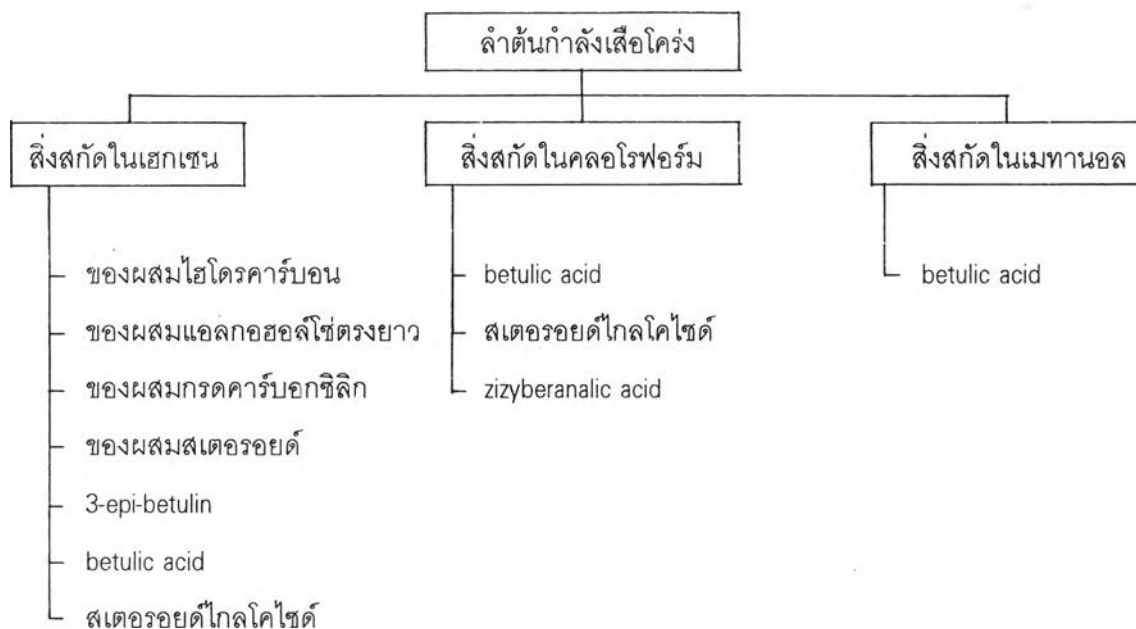 ลำต้นกำลังเสือโคร่ง
สิ่งสกัดในเฮกเซน
ของผสมไฮโดรคาร์บอน
ของผสมแอลกอฮอล์โซ่ตรงยาว
ของผสมกรดคาร์บอกซิลิก
ของผสมสเตอรอยด์
3-epi-betulin
betulic acid
สเตอรอยด์ไกลโคไซด์
สิ่งสกัดในคลอโรฟอร์ม
betulic acid
สเตอรอยด์ไกลโคไซด์
zizyberanalic acid
สิ่งสกัดในเมทานอล
betulic acid